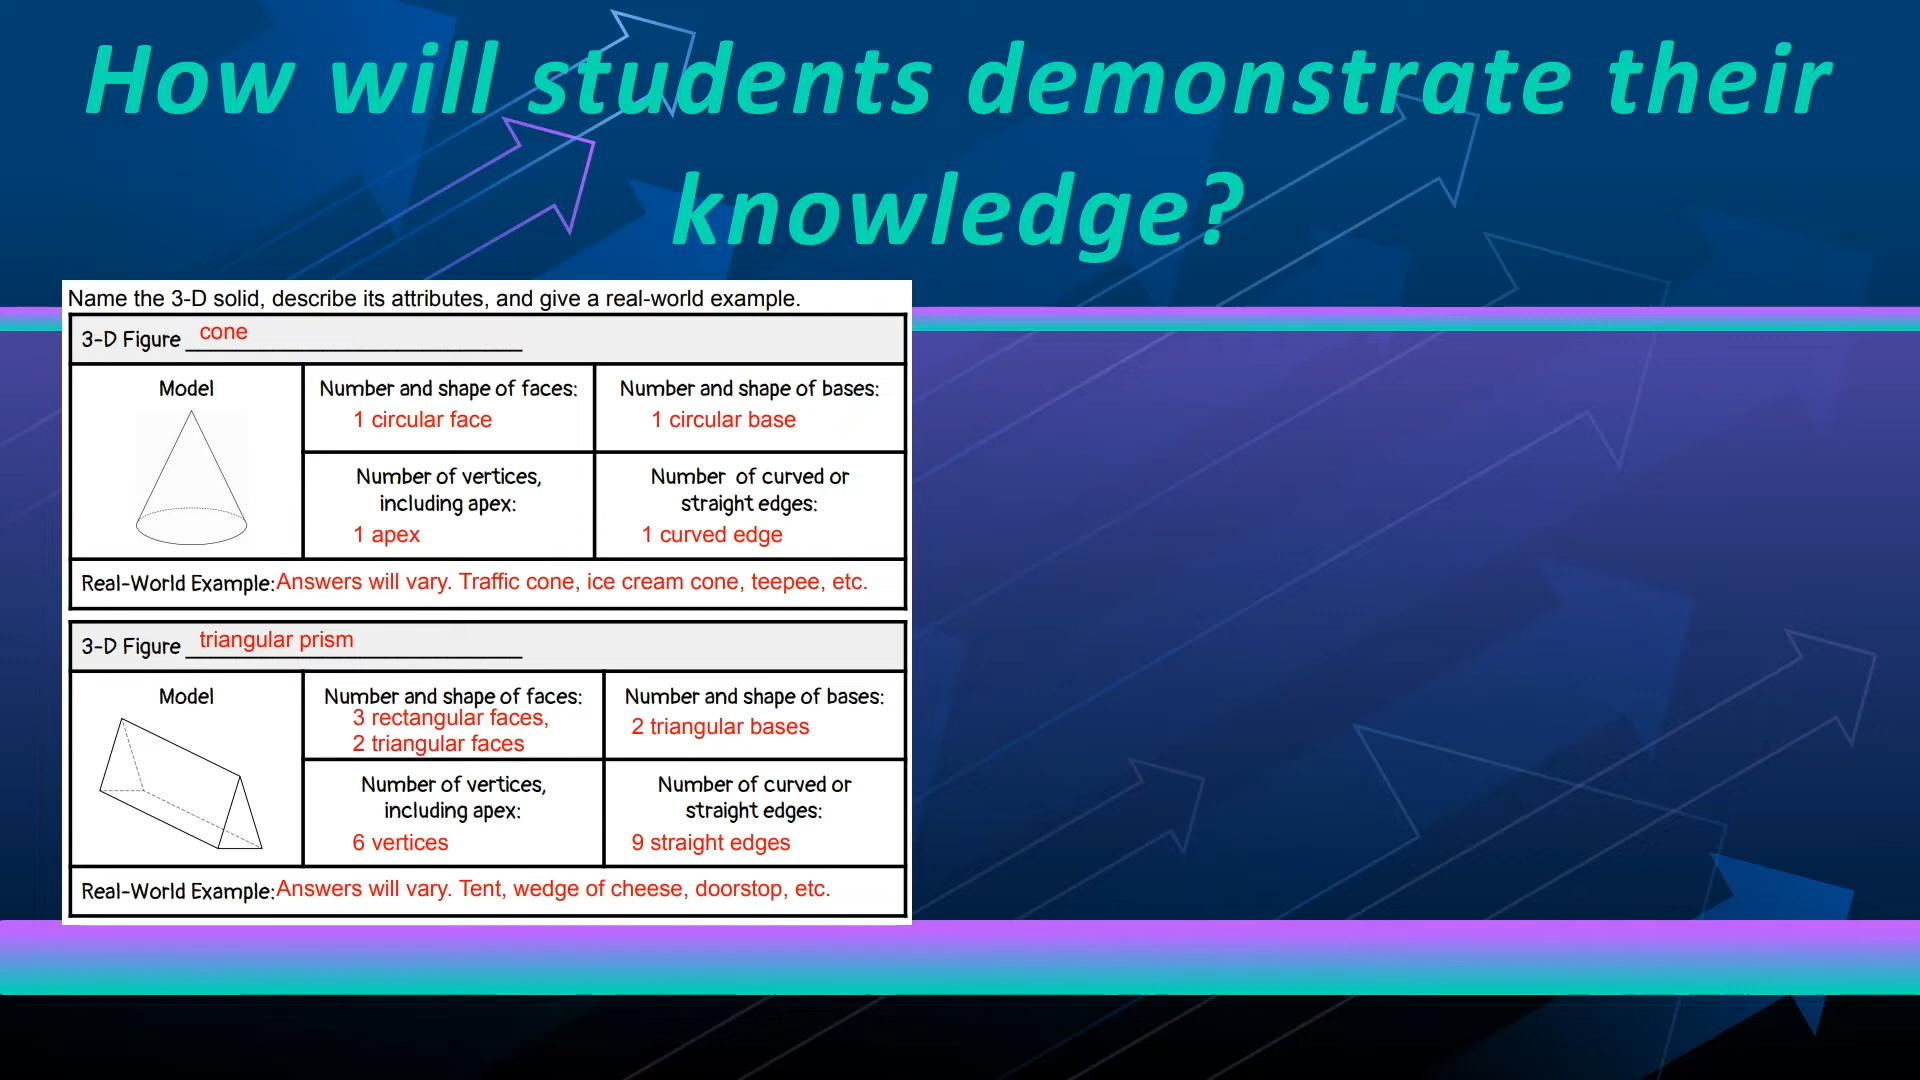 How will students demonstrate their
knowledge?
Name the 3-D solid, describe its attributes, and give a real-world example.
3-D Figure cone
Model
Number and shape of faces:
1 circular face
Number and shape of bases:
1 circular base
Number of vertices,
including apex:
1 apex
Number of curved or
straight edges:
1 curved edge
Real-World Example: Answers will vary. Traffic cone, ice cream cone, teepee, etc.
3-D Figure triangular prism
Model
Number and shape of faces:
3 rectangular faces,
2 triangular faces
Number and shape of bases:
2 triangular bases
Number of vertices,
including apex:
6 vertices
Number of curved or
straight edges:
9 straight edges
Real-World Example: Answers will vary. Tent, wedge of cheese, doorstop, etc.